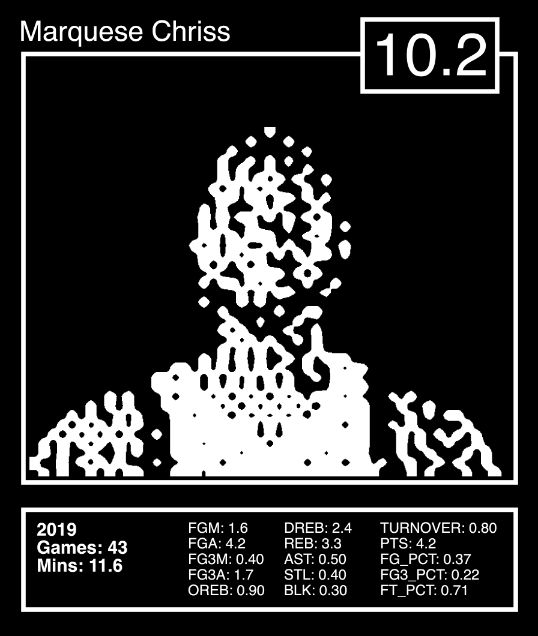 Marquese Chriss
10.2
2019
Games: 43
Mins: 11.6
FGM: 1.6
FGA: 4.2
FG3M: 0.40
FG3A: 1.7
OREB: 0.90
DREB: 2.4
REB: 3.3
AST: 0.50
STL: 0.40
BLK: 0.30
TURNOVER: 0.80
PTS: 4.2
FG_PCT: 0.37
FG3_PCT: 0.22
FT_PCT: 0.71